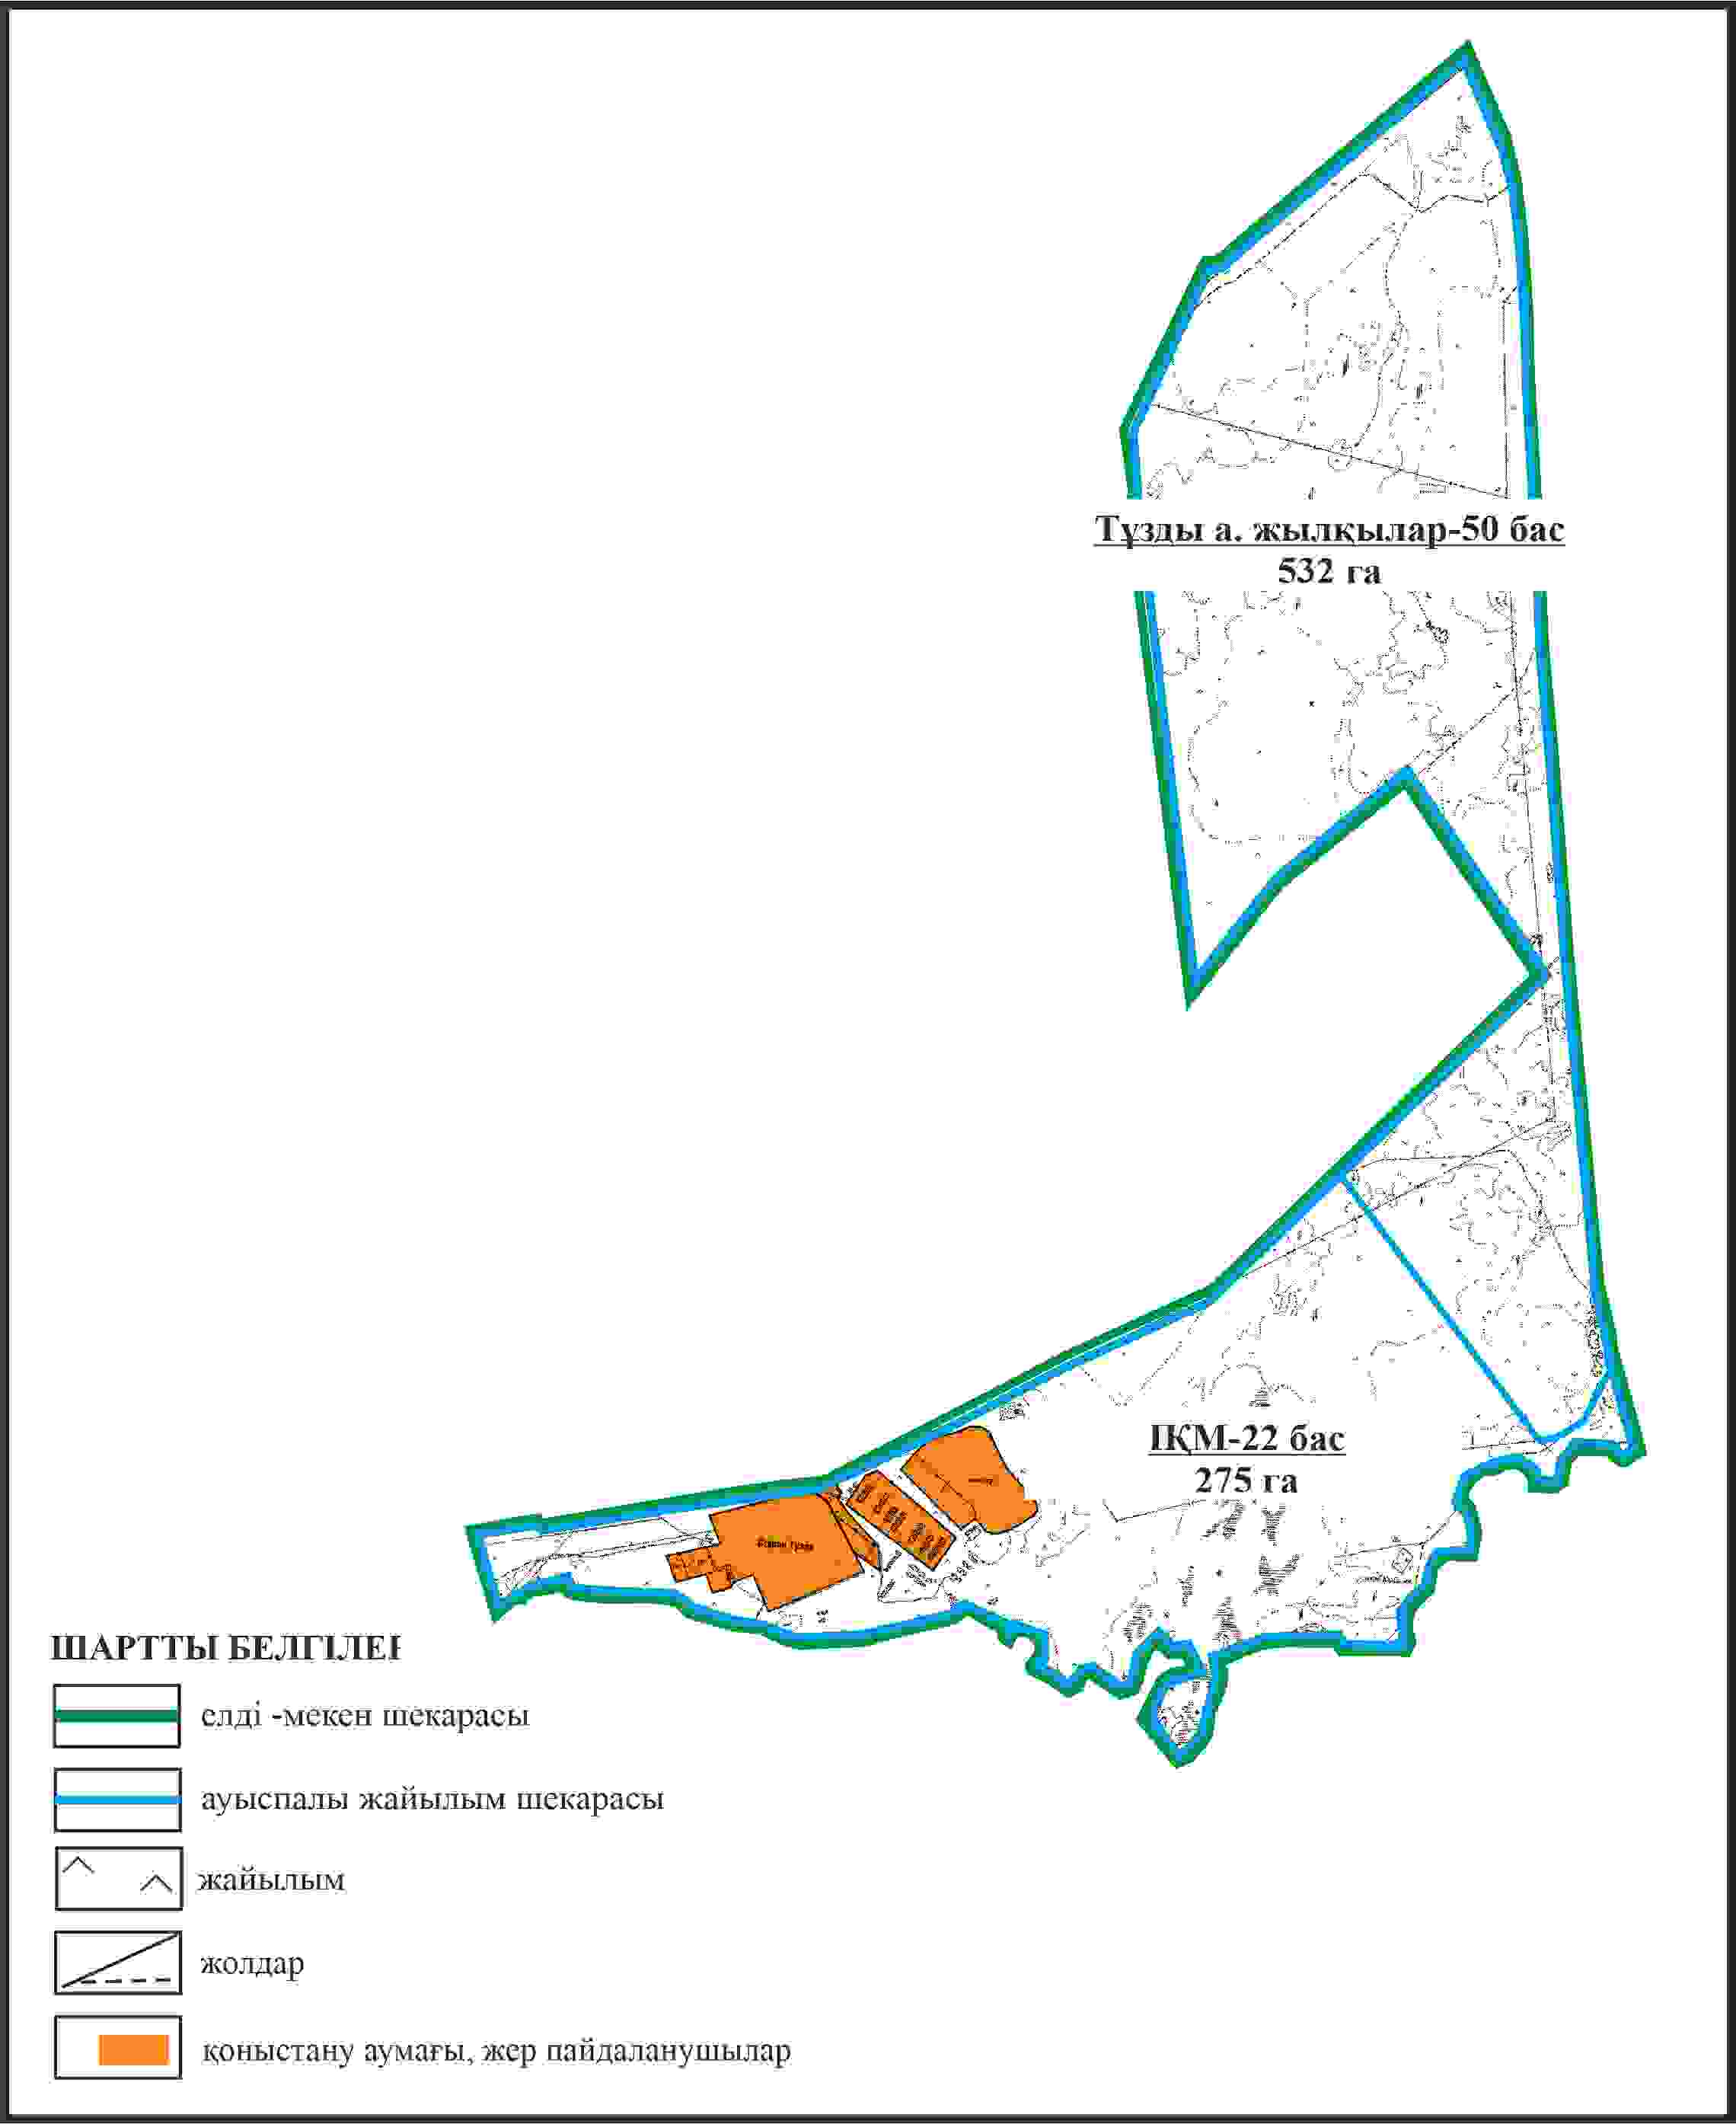 Тұзды а. жылқылар-50 бас
532 га
ІҚМ-22 бас
275 га
ШАРТТЫ БЕЛГІЛЕР
елді -мекен шекарасы
ауыспалы жайылым шекарасы
жайылым
жолдар
қоныстану аумағы, жер пайдаланушылар